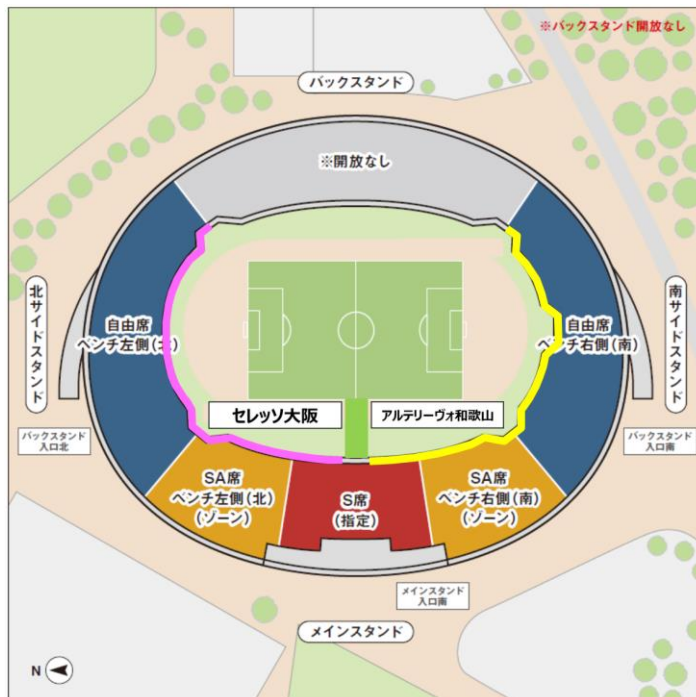 ※バックスタンド開放なし
バックスタンド
※開放なし
北サイドスタンド
南サイドスタンド
自由席
ベンチ左側(北)
自由席
ベンチ右側(南)
セレッソ大阪
アルテリーヴォ和歌山
バックスタンド
入口北
バックスタンド
入口南
SA席
ベンチ左側(北)
(ゾーン)
S席
(指定)
SA席
ベンチ右側(南)
(ゾーン)
メインスタンド
入口南
メインスタンド
N